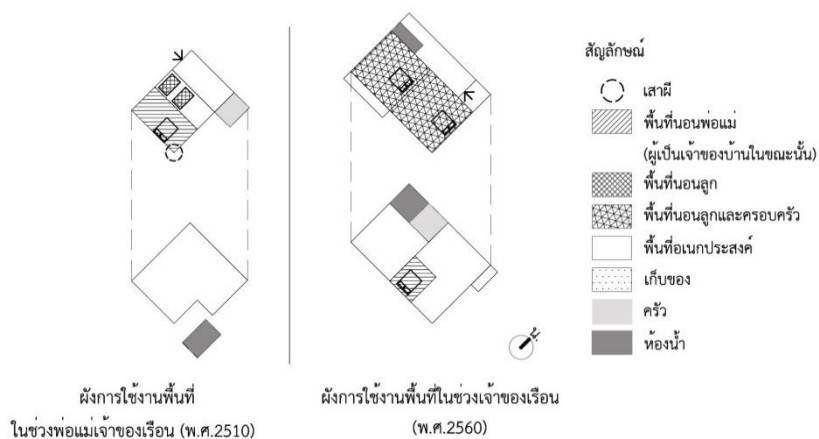 สัญลักษณ์
เสาผี
พื้นที่นอนพ่อแม่
(ผู้เป็นเจ้าของบ้านในขณะนั้น)
พื้นที่นอนลูก
พื้นที่นอนลูกและครอบครัว
พื้นที่อเนกประสงค์
เก็บของ
ครัว
ห้องน้ำ
น.
ผังการใช้งานพื้นที่
ในช่วงพ่อแม่เจ้าของเรือน (พ.ศ.2510)
ผังการใช้งานพื้นที่ในช่วงเจ้าของเรือน
(พ.ศ.2560)